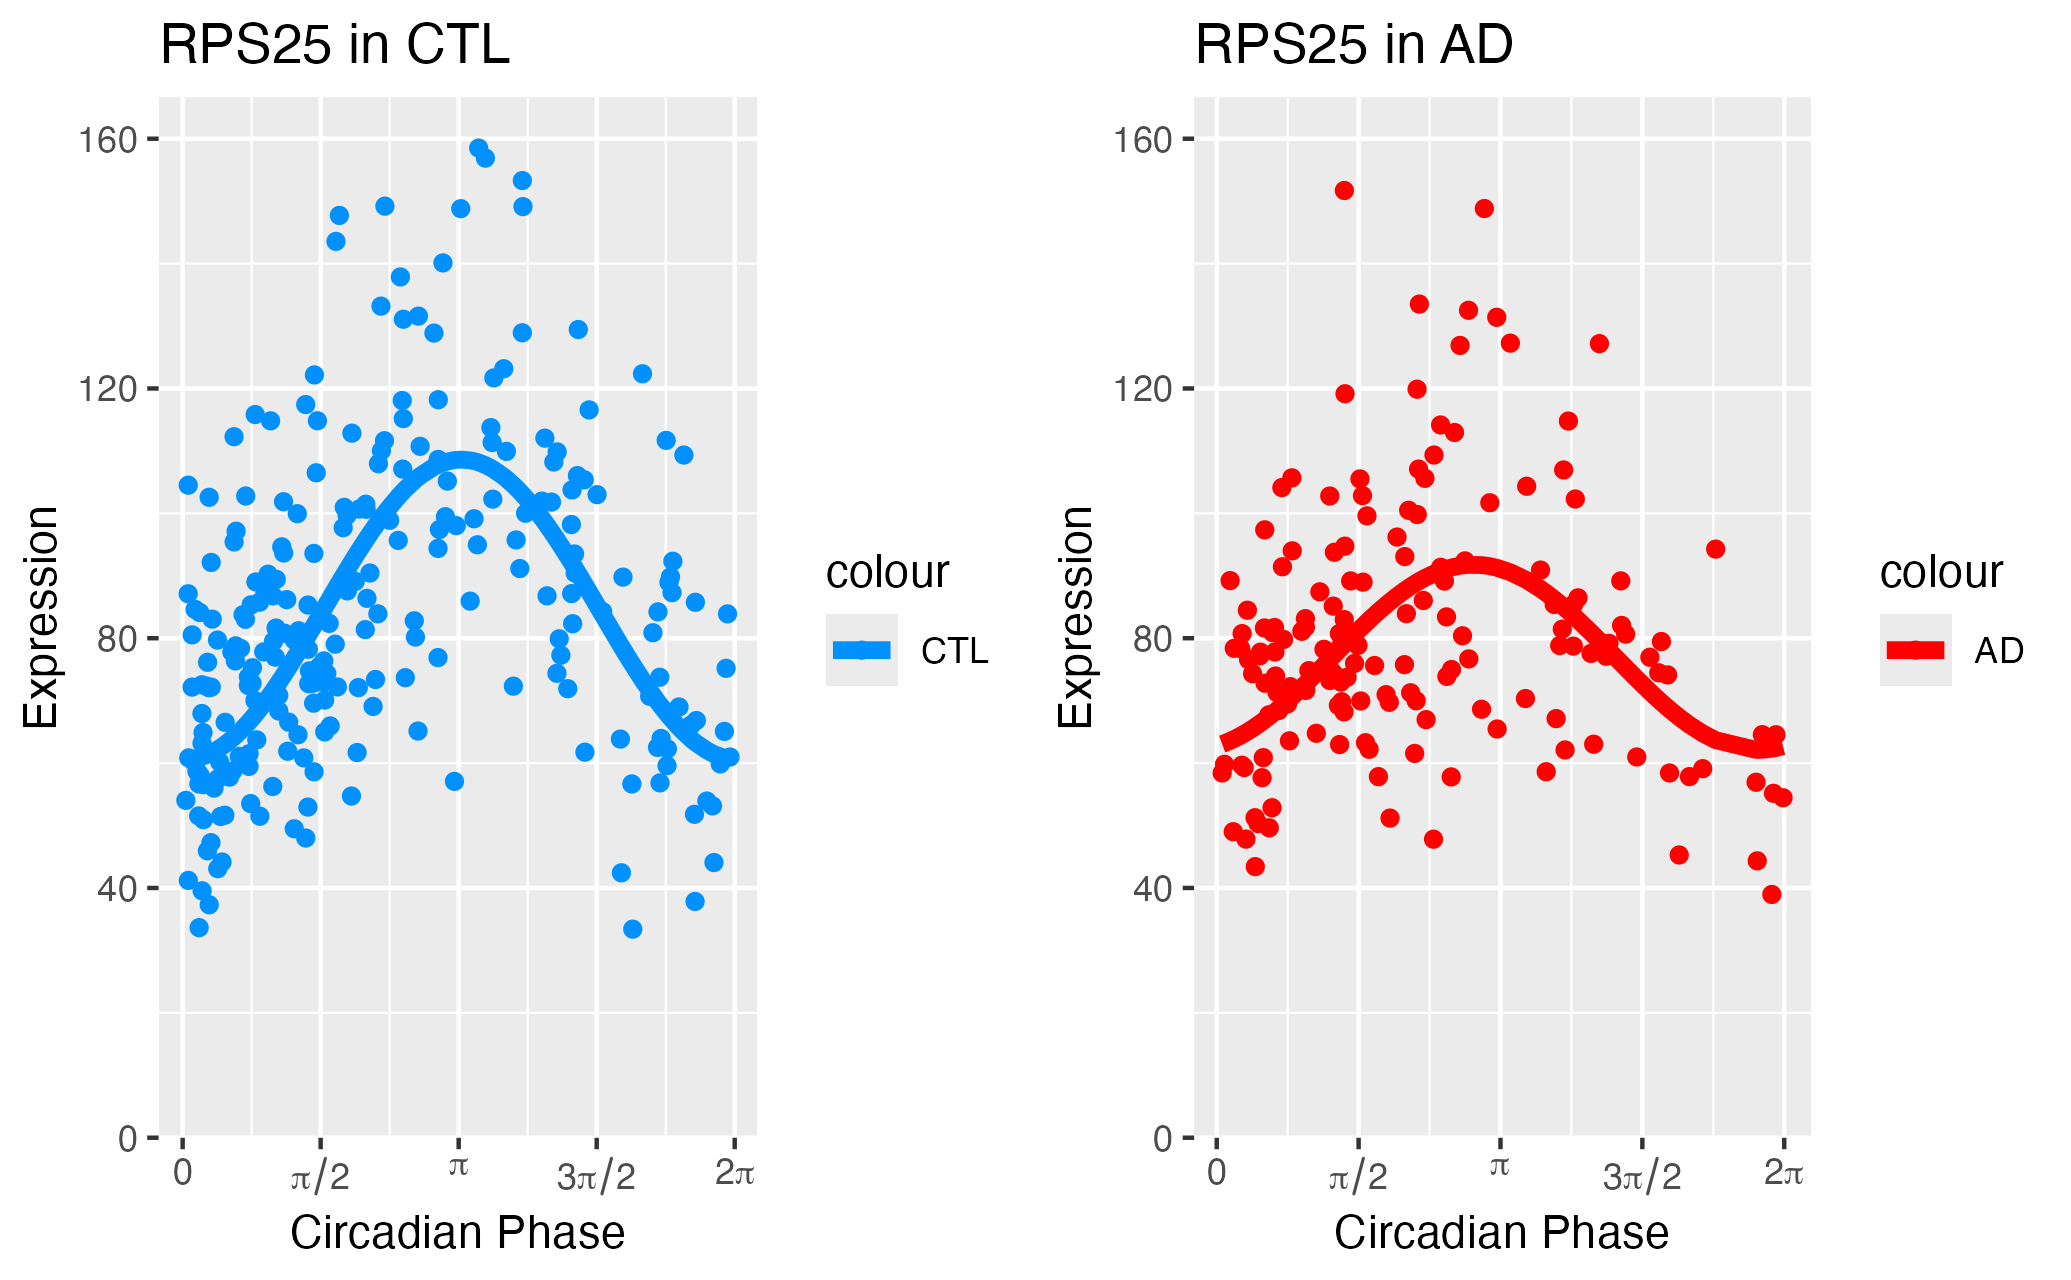 RPS25 in CTL
160
120
80
40
0
Expression
0 π/2 π 3π/2 2π
Circadian Phase
colour
CTL
RPS25 in AD
160
120
80
40
0
Expression
0 π/2 π 3π/2 2π
Circadian Phase
colour
AD